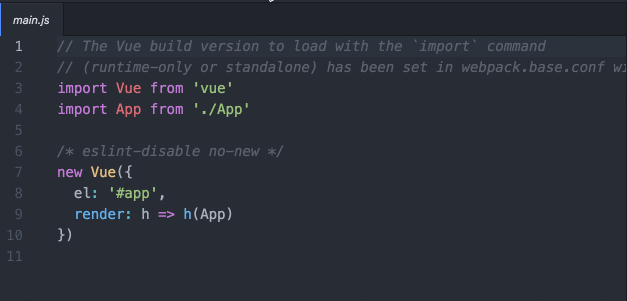 main.js
1 // The Vue build version to load with the `import` command
2 // (runtime-only or standalone) has been set in webpack.base.conf
3 import Vue from 'vue'
4 import App from './App'
5
6 /* eslint-disable no-new */
7 new Vue({
8   el: '#app',
9   render: h => h(App)
10 })
11